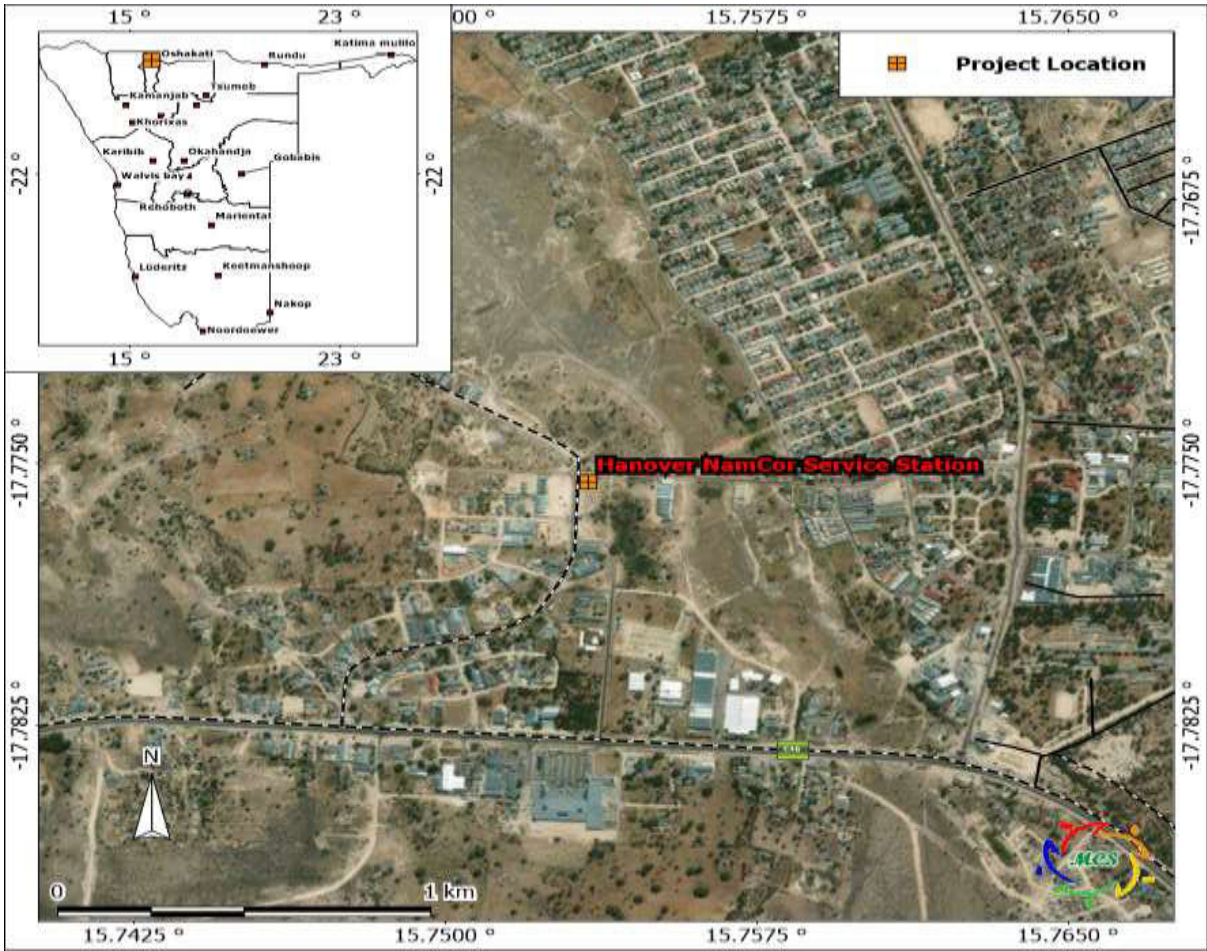 15 °
23 °
Oshakati
Rundu
Katima mulilo
Kamanjab
Tsumeb
Khorixas
Karibib
Okahandja
Gobabis
Walvis bay
Rehoboth
Mariental
Lüderitz
Keetmanshoop
Nakop
Noordoewer
-22 °
-22 °
15 °
23 °
00 °
15.7575 °
15.7650 °
Project Location
-17.7675 °
-17.7750 °
-17.7750 °
Hanover NamCor Service Station
-17.7825 °
-17.7825 °
N
0
1 km
MCS
15.7425 °
15.7500 °
15.7575 °
15.7650 °